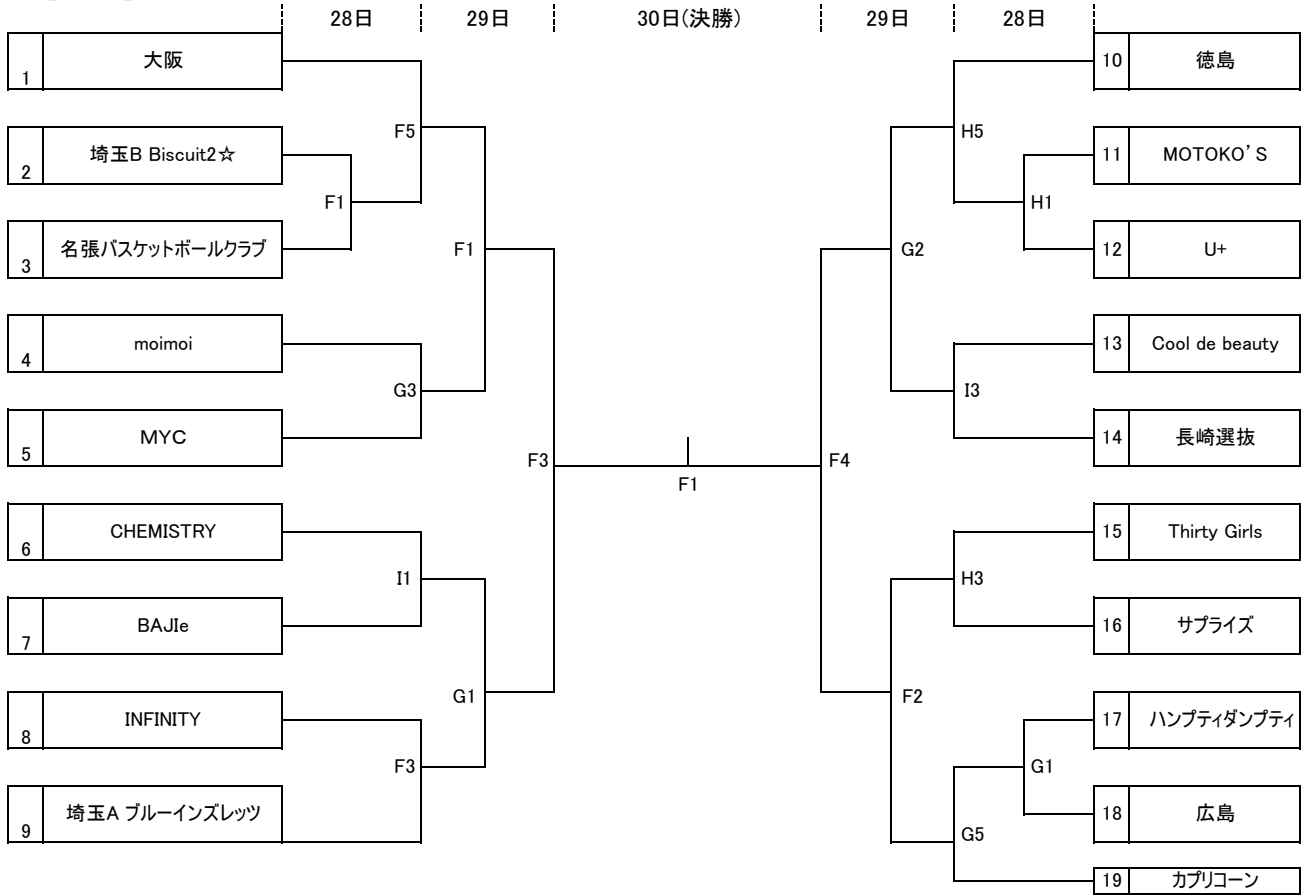 28日 29日 30日(決勝) 29日 28日
1 大阪
2 埼玉B Biscuit2☆
3 名張バスケットボールクラブ
4 moimoi
5 MYC
6 CHEMISTRY
7 BAJIe
8 INFINITY
9 埼玉A ブルーインズレッツ
F5
F1
F1
G3
F3
I1
G1
F3
F1
F4
G2
H5
H1
I3
H3
F2
G1
G5
10 徳島
11 MOTOKO'S
12 U+
13 Cool de beauty
14 長崎選抜
15 Thirty Girls
16 サプライズ
17 ハンプティダンプティ
18 広島
19 カプリコーン